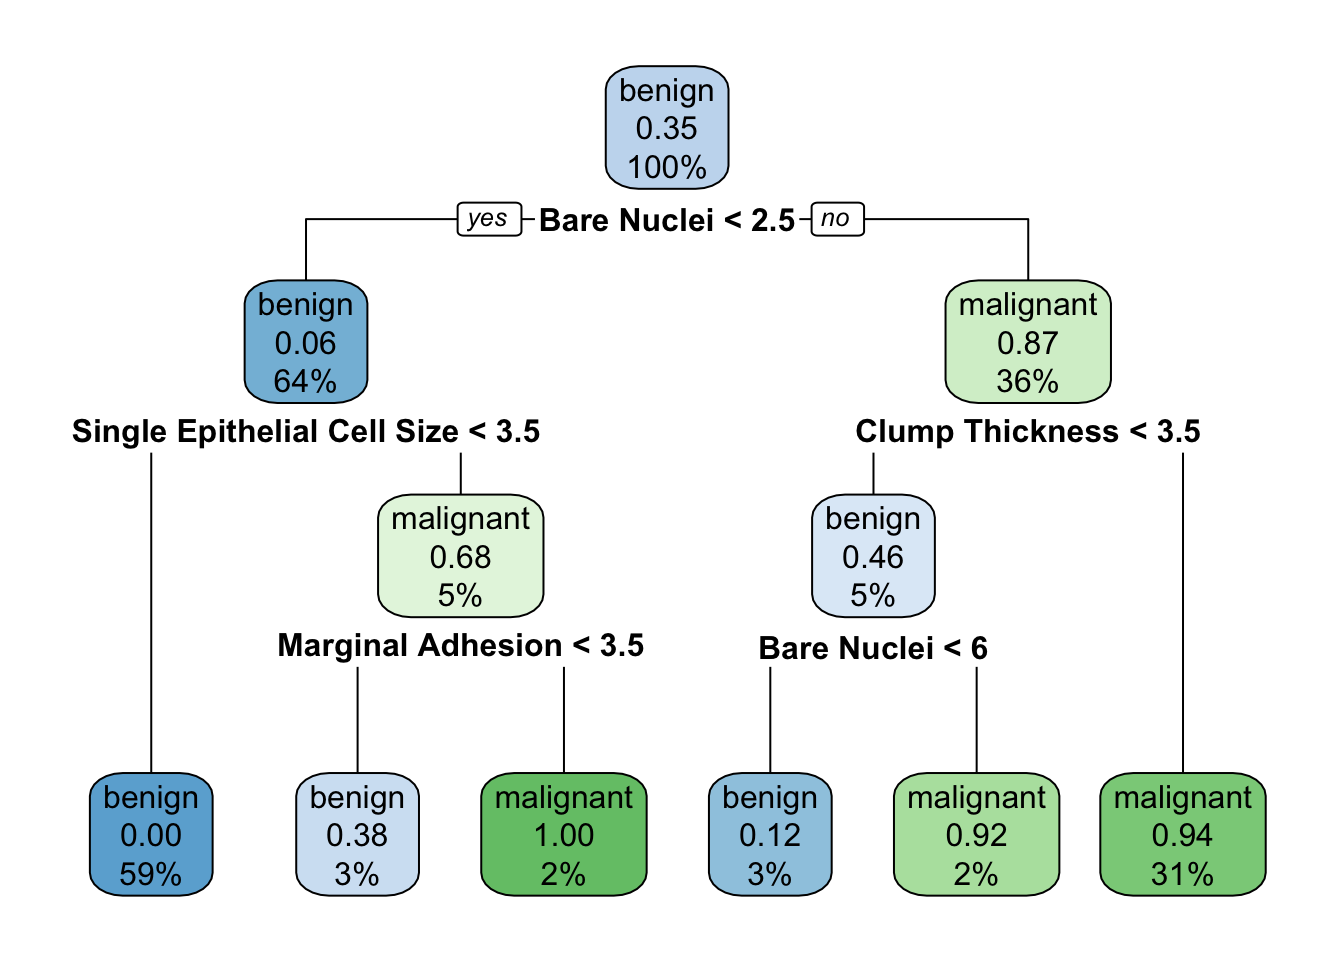 benign
0.35
100%
yes
Bare Nuclei < 2.5
no
benign
0.06
64%
malignant
0.87
36%
Single Epithelial Cell Size < 3.5
Clump Thickness < 3.5
malignant
0.68
5%
benign
0.46
5%
Marginal Adhesion < 3.5
Bare Nuclei < 6
benign
0.00
59%
benign
0.38
3%
malignant
1.00
2%
benign
0.12
3%
malignant
0.92
2%
malignant
0.94
31%